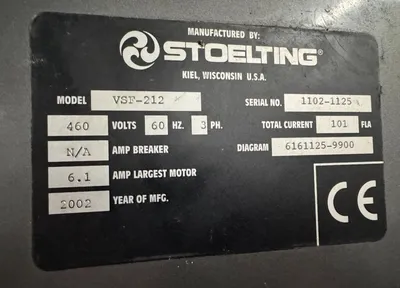 MANUFACTURED BY:
STOELTING®
KIEL, WISCONSIN U.S.A.
MODEL VSF-212 SERIAL NO. 1102-1125
460 VOLTS 60 HZ. 3 PH. TOTAL CURRENT 101 FLA
N/A AMP BREAKER DIAGRAM 6161125-9900
6.1 AMP LARGEST MOTOR
2002 YEAR OF MFG.
CE